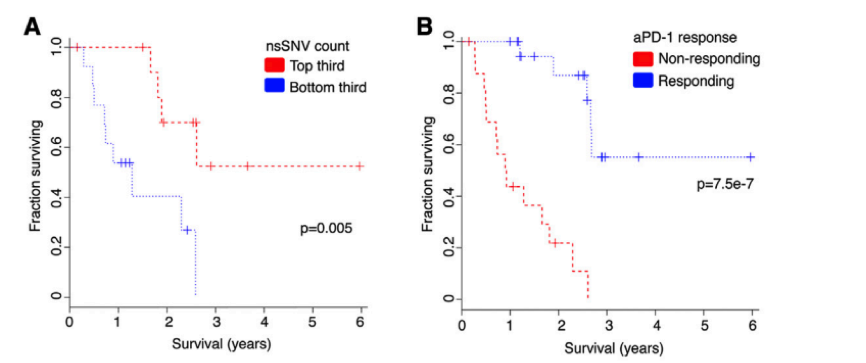 A
nsSNV count
Top third
Bottom third
p=0.005
Fraction surviving
0 0.2 0.4 0.6 0.8 1.0
0 1 2 3 4 5 6
Survival (years)
B
aPD-1 response
Non-responding
Responding
p=7.5e-7
Fraction surviving
0 0.2 0.4 0.6 0.8 1.0
0 1 2 3 4 5 6
Survival (years)